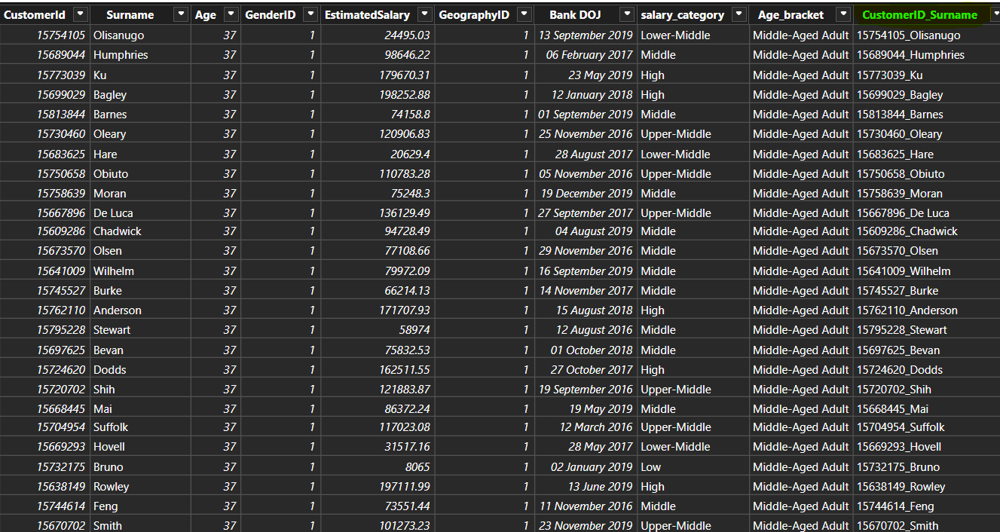 CustomerId Surname Age GenderID EstimatedSalary GeographyID Bank DOJ salary_category Age_bracket CustomerID_Surname
15754105 Olisanugo 37 1 24495.03 1 13 September 2019 Lower-Middle Middle-Aged Adult 15754105_Olisanugo
15689044 Humphries 37 1 98646.22 1 06 February 2017 Middle Middle-Aged Adult 15689044_Humphries
15773039 Ku 37 1 179670.31 1 23 May 2019 High Middle-Aged Adult 15773039_Ku
15699029 Bagley 37 1 198252.88 1 12 January 2018 High Middle-Aged Adult 15699029_Bagley
15813844 Barnes 37 1 74158.8 1 01 September 2019 Middle Middle-Aged Adult 15813844_Barnes
15730460 Oleary 37 1 120906.83 1 25 November 2016 Upper-Middle Middle-Aged Adult 15730460_Oleary
15683625 Hare 37 1 20629.4 1 28 August 2017 Lower-Middle Middle-Aged Adult 15683625_Hare
15750658 Obiuto 37 1 110783.28 1 05 November 2016 Upper-Middle Middle-Aged Adult 15750658_Obiuto
15758639 Moran 37 1 75248.3 1 19 December 2019 Middle Middle-Aged Adult 15758639_Moran
15667896 De Luca 37 1 136129.49 1 27 September 2017 Upper-Middle Middle-Aged Adult 15667896_De Luca
15609286 Chadwick 37 1 94728.49 1 04 August 2019 Middle Middle-Aged Adult 15609286_Chadwick
15673570 Olsen 37 1 77108.66 1 29 November 2016 Middle Middle-Aged Adult 15673570_Olsen
15641009 Wilhelm 37 1 79972.09 1 16 September 2019 Middle Middle-Aged Adult 15641009_Wilhelm
15745527 Burke 37 1 66214.13 1 14 November 2017 Middle Middle-Aged Adult 15745527_Burke
15762110 Anderson 37 1 171707.93 1 15 August 2018 High Middle-Aged Adult 15762110_Anderson
15795228 Stewart 37 1 58974 1 12 August 2016 Middle Middle-Aged Adult 15795228_Stewart
15697625 Bevan 37 1 75832.53 1 01 October 2018 Middle Middle-Aged Adult 15697625_Bevan
15724620 Dodds 37 1 162511.55 1 27 October 2017 High Middle-Aged Adult 15724620_Dodds
15720702 Shih 37 1 121883.87 1 19 September 2016 Upper-Middle Middle-Aged Adult 15720702_Shih
15668445 Mai 37 1 86372.24 1 19 May 2019 Middle Middle-Aged Adult 15668445_Mai
15704954 Suffolk 37 1 117023.08 1 12 March 2016 Upper-Middle Middle-Aged Adult 15704954_Suffolk
15669293 Hovell 37 1 31517.16 1 28 May 2017 Lower-Middle Middle-Aged Adult 15669293_Hovell
15732175 Bruno 37 1 8065 1 02 January 2019 Low Middle-Aged Adult 15732175_Bruno
15638149 Rowley 37 1 197111.99 1 13 June 2019 High Middle-Aged Adult 15638149_Rowley
15744614 Feng 37 1 73551.44 1 11 November 2016 Middle Middle-Aged Adult 15744614_Feng
15670702 Smith 37 1 101273.23 1 23 November 2019 Upper-Middle Middle-Aged Adult 15670702_Smith